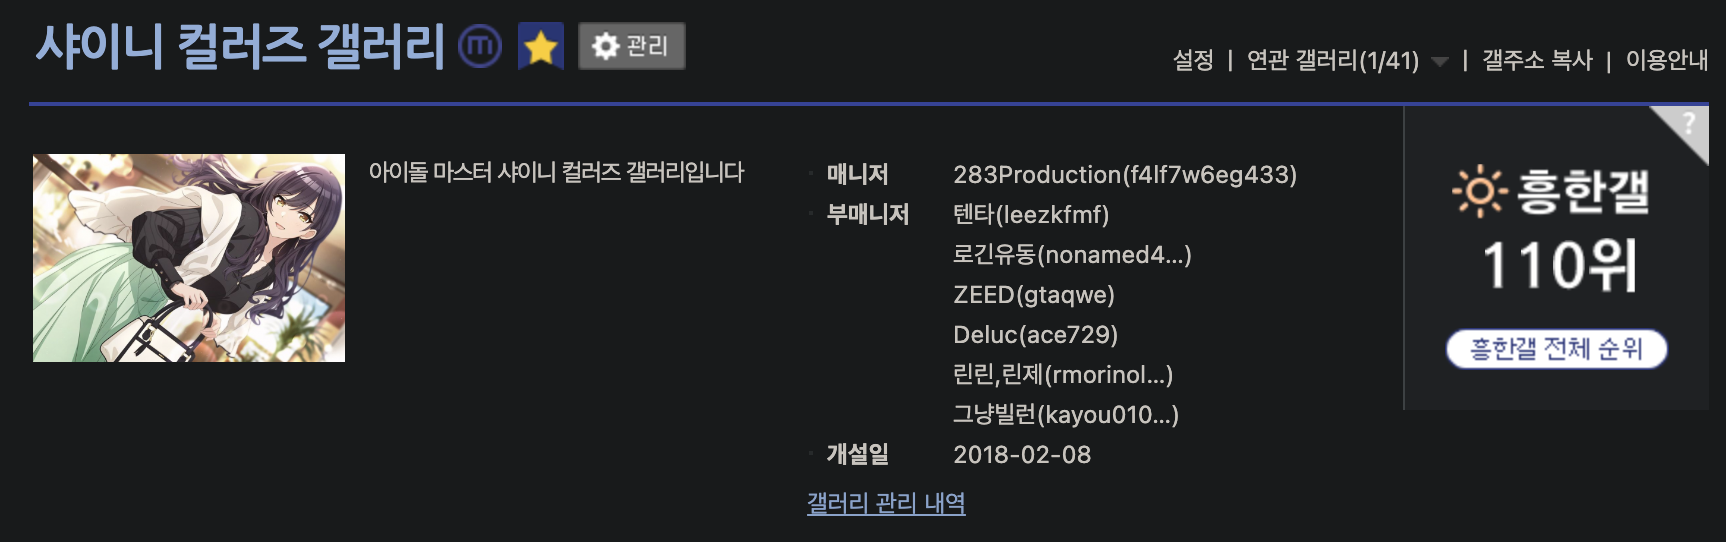 샤이니 컬러즈 갤러리 ⓜ 관리
설정 | 연관 갤러리(1/41) | 갤주소 복사 | 이용안내
아이돌 마스터 샤이니 컬러즈 갤러리입니다
매니저 283Production(f4lf7w6eg433)
부매니저 텐타(leezkfmf)
로긴유동(nonamed4...)
ZEED(gtaqwe)
Deluc(ace729)
린린,린제(rmorinol...)
그냥빌런(kayou010...)
개설일 2018-02-08
갤러리 관리 내역
?
흥한갤
110위
흥한갤 전체 순위